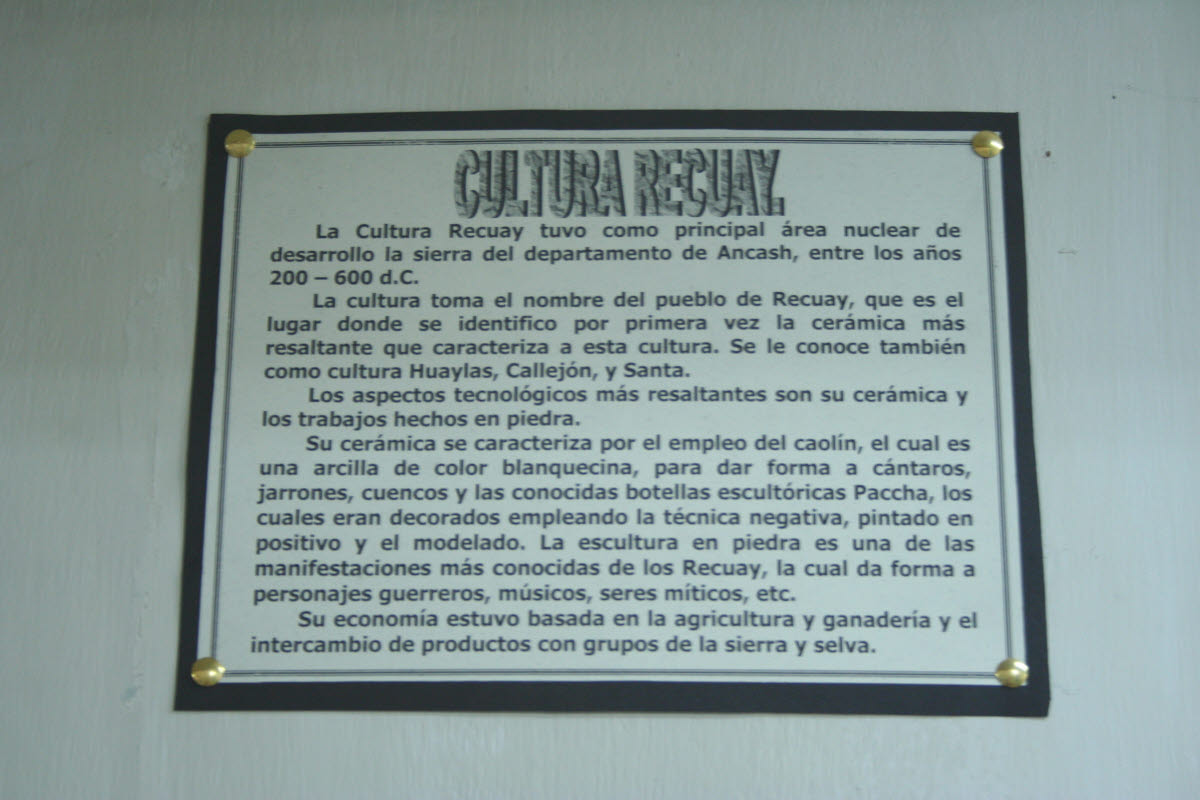 CULTURA RECUAY.
La Cultura Recuay tuvo como principal área nuclear de
desarrollo la sierra del departamento de Ancash, entre los años
200 – 600 d.C.
La cultura toma el nombre del pueblo de Recuay, que es el
lugar donde se identifico por primera vez la cerámica más
resaltante que caracteriza a esta cultura. Se le conoce también
como cultura Huaylas, Callejón, y Santa.
Los aspectos tecnológicos más resaltantes son su cerámica y
los trabajos hechos en piedra.
Su cerámica se caracteriza por el empleo del caolín, el cual es
una arcilla de color blanquecina, para dar forma a cántaros,
jarrones, cuencos y las conocidas botellas escultóricas Paccha, los
cuales eran decorados empleando la técnica negativa, pintado en
positivo y el modelado. La escultura en piedra es una de las
manifestaciones más conocidas de los Recuay, la cual da forma a
personajes guerreros, músicos, seres míticos, etc.
Su economía estuvo basada en la agricultura y ganadería y el
intercambio de productos con grupos de la sierra y selva.